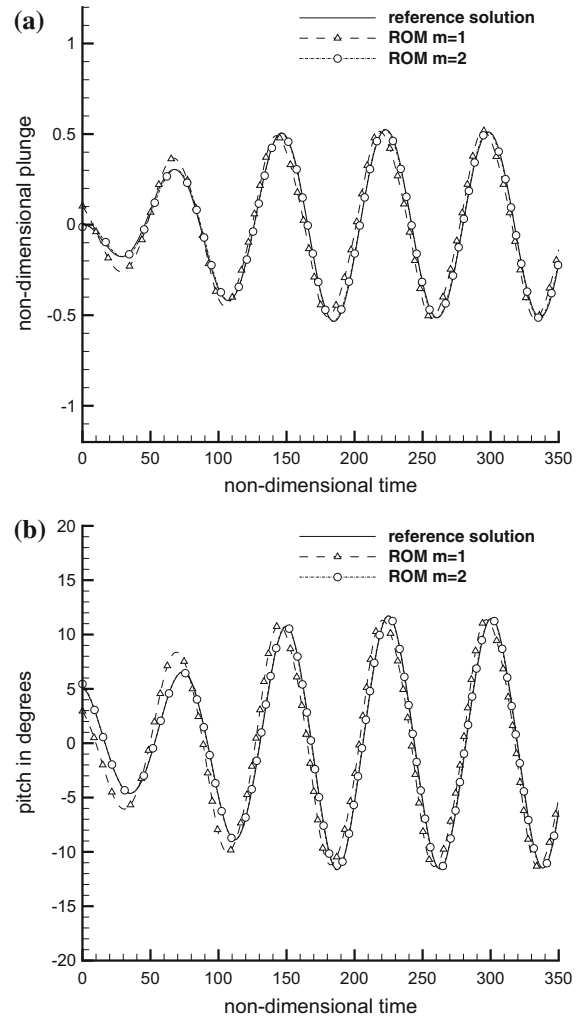 (a)
reference solution
ROM m=1
ROM m=2
1
0.5
0
-0.5
-1
non-dimensional plunge
0 50 100 150 200 250 300 350
non-dimensional time
(b)
reference solution
ROM m=1
ROM m=2
20
15
10
5
0
-5
-10
-15
-20
pitch in degrees
0 50 100 150 200 250 300 350
non-dimensional time